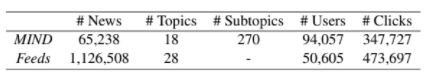 # News # Topics # Subtopics # Users # Clicks
MIND 65,238 18 270 94,057 347,727
Feeds 1,126,508 28 - 50,605 473,697